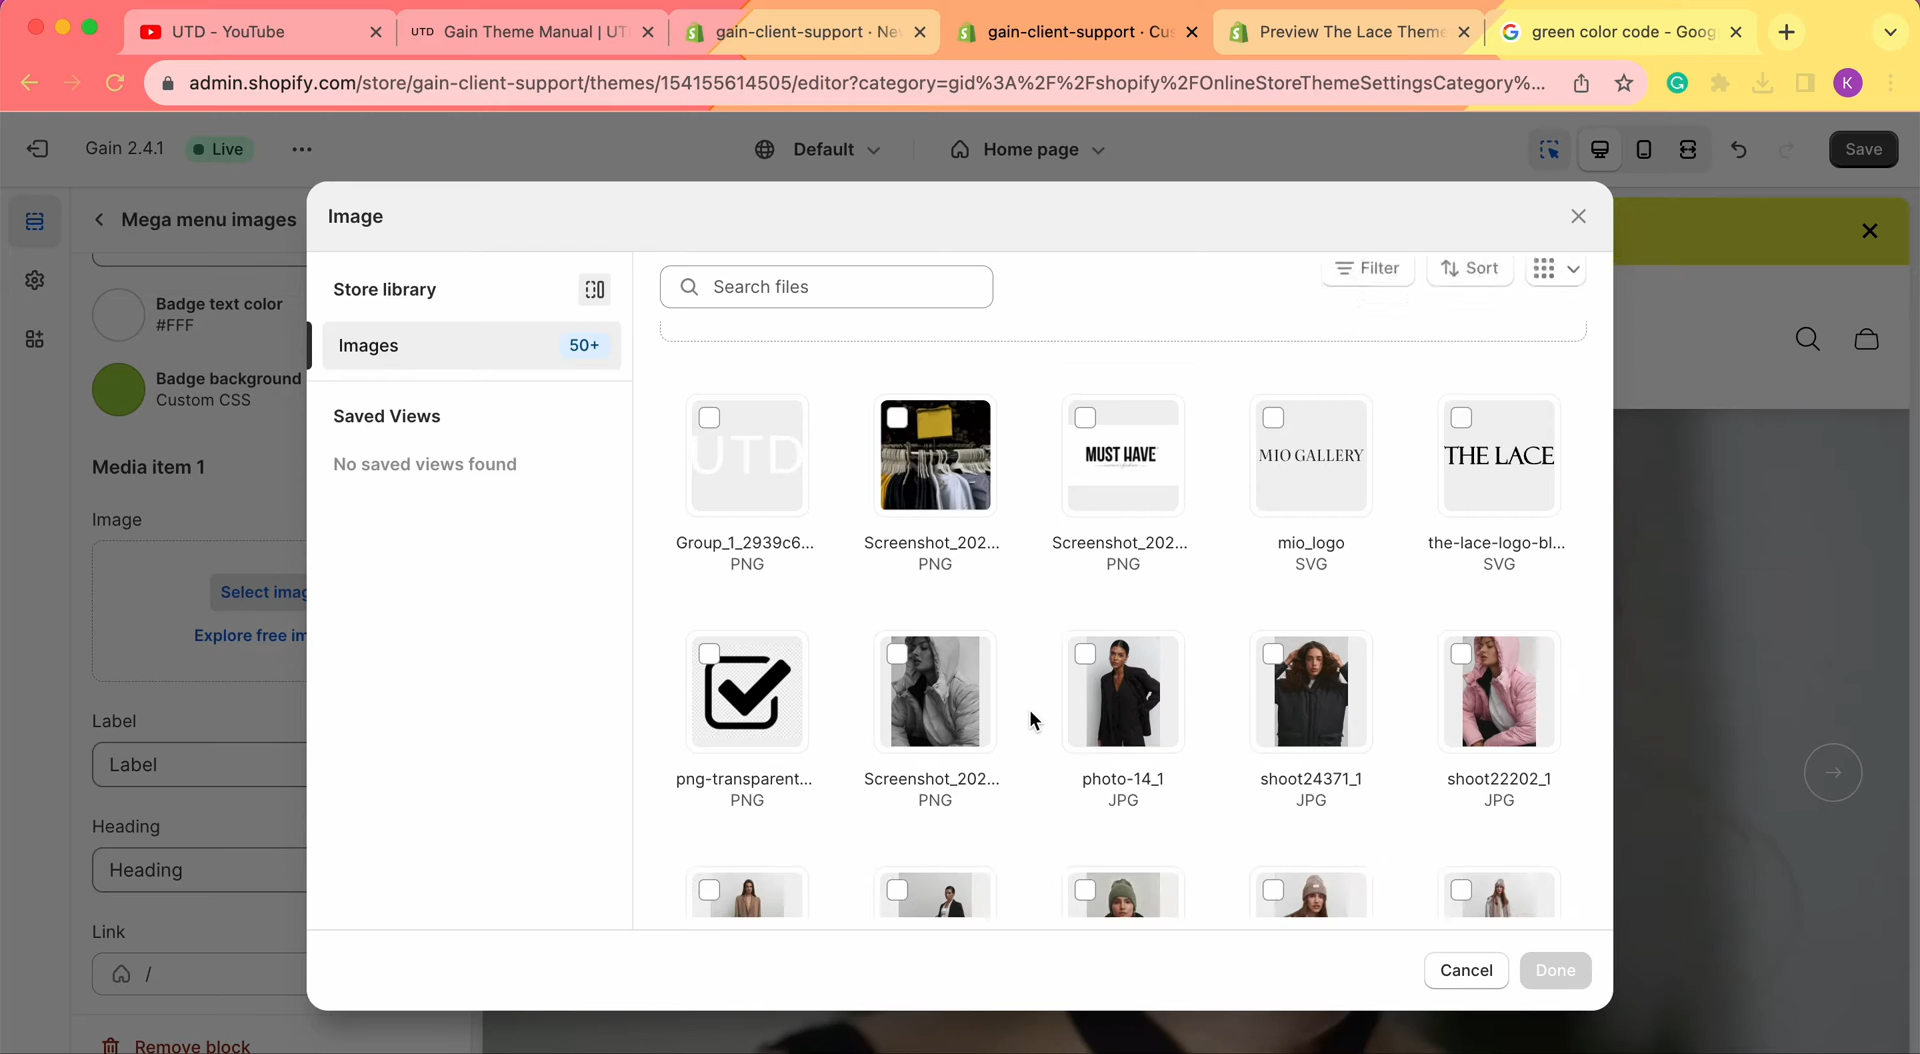 UTD - YouTube
UTD Gain Theme Manual | UT
gain-client-support · Ne
gain-client-support · Cus
Preview The Lace Theme
green color code - Goog
admin.shopify.com/store/gain-client-support/themes/154155614505/editor?category=gid%3A%2F%2Fshopify%2FOnlineStoreThemeSettingsCategory%...
K
Gain 2.4.1
Live
Default
Home page
Save
Mega menu images
Badge text color
#FFF
Badge background
Custom CSS
Media item 1
Image
Select imag
Explore free im
Label
Label
Heading
Heading
Link
/
Remove block
Image
Store library
Images
50+
Saved Views
No saved views found
Search files
Filter
Sort
UTD
MUST HAVE
MIO GALLERY
THE LACE
Group_1_2939c6...
PNG
Screenshot_202...
PNG
Screenshot_202...
PNG
mio_logo
SVG
the-lace-logo-bl...
SVG
png-transparent...
PNG
Screenshot_202...
PNG
photo-14_1
JPG
shoot24371_1
JPG
shoot22202_1
JPG
Cancel
Done